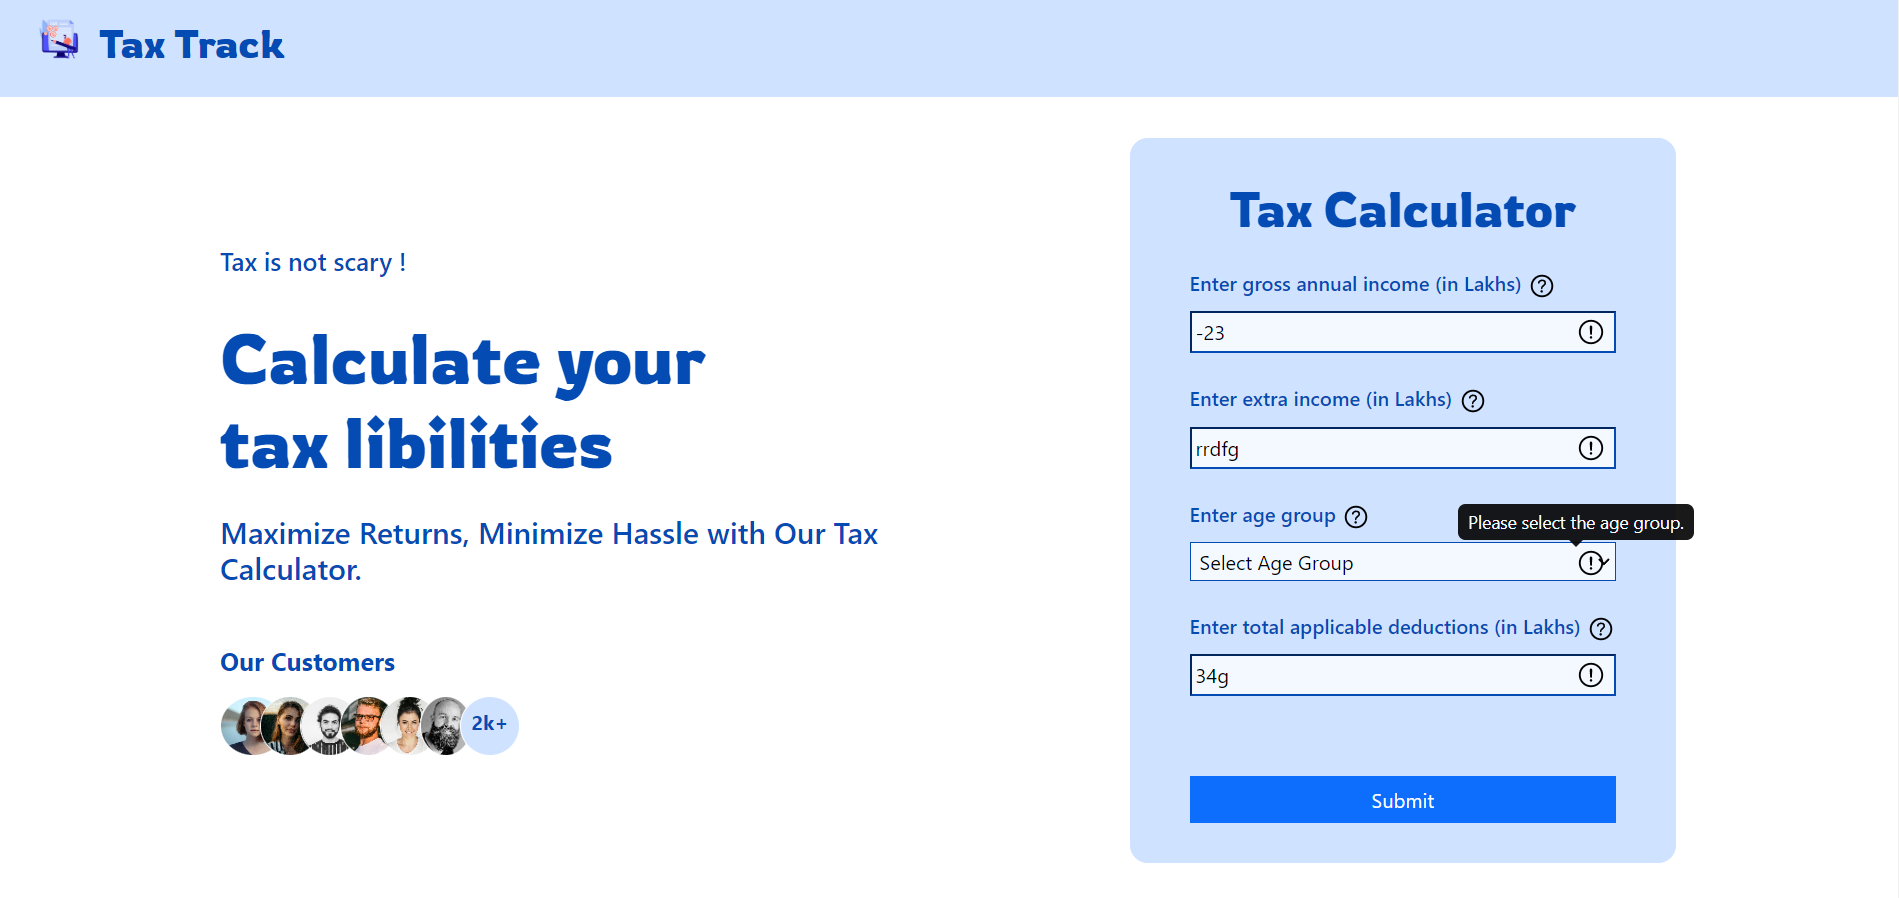 Tax Track
Tax is not scary !
Calculate your
tax libilities
Maximize Returns, Minimize Hassle with Our Tax
Calculator.
Our Customers
2k+
Tax Calculator
Enter gross annual income (in Lakhs)
-23
Enter extra income (in Lakhs)
rrdfg
Enter age group
Please select the age group.
Select Age Group
Enter total applicable deductions (in Lakhs)
34g
Submit